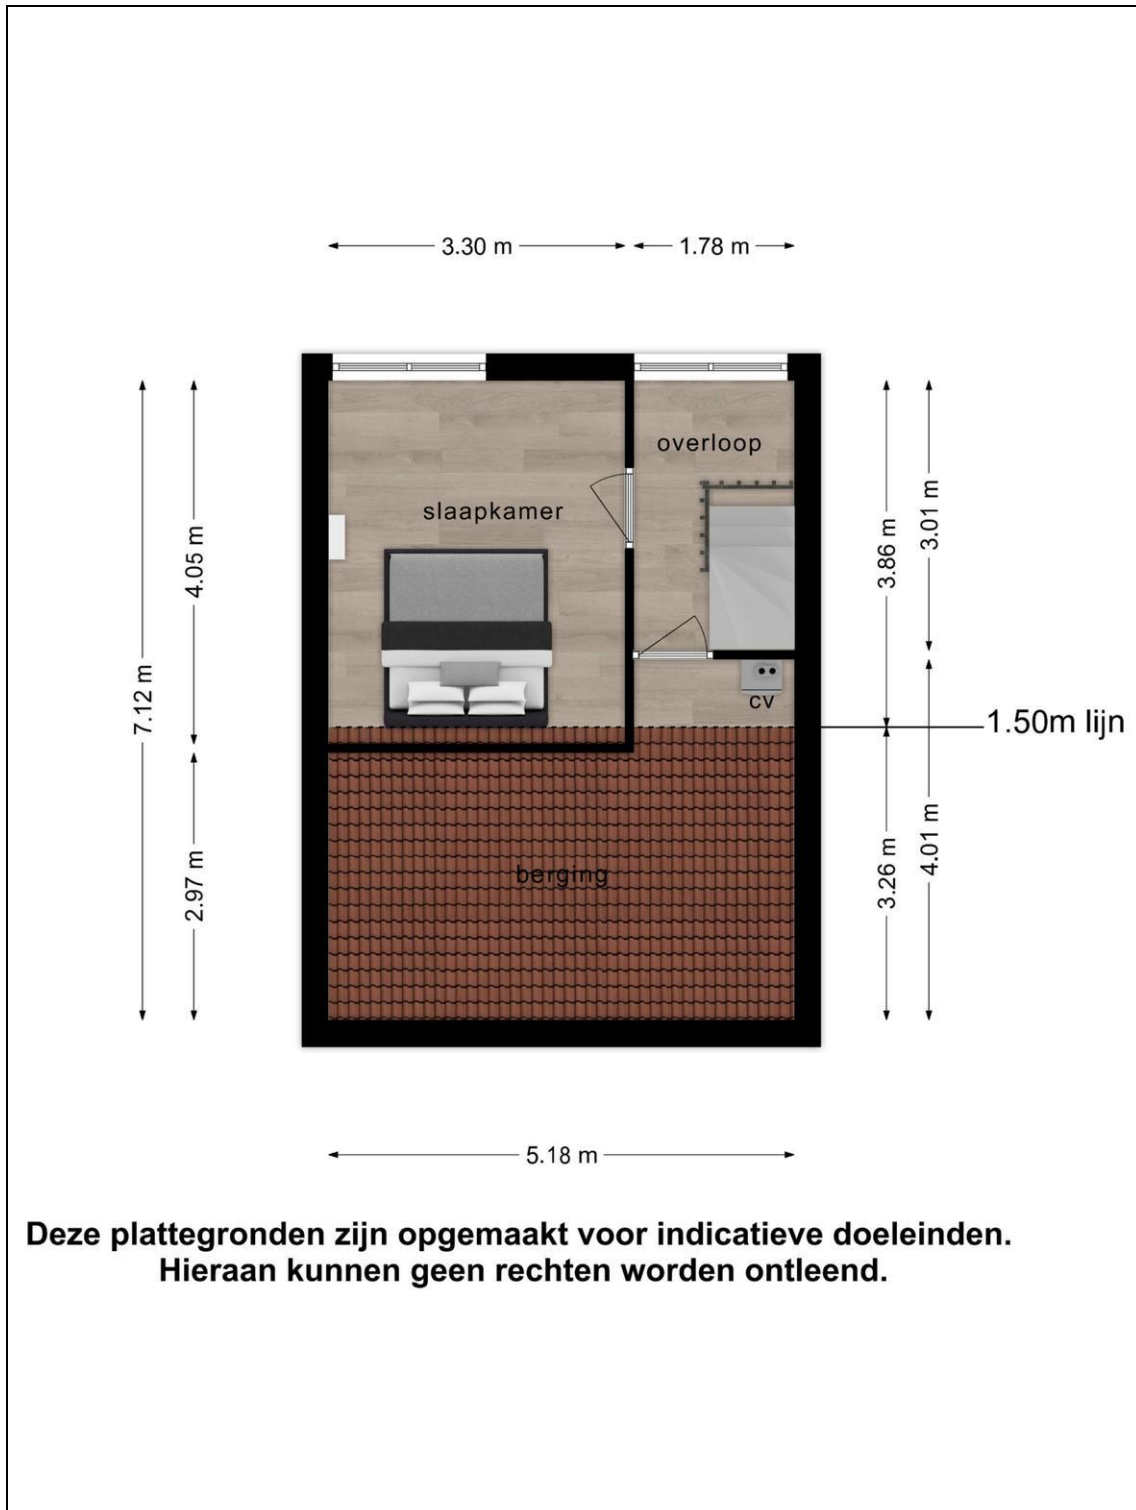 3.30 m
1.78 m
overloop
slaapkamer
4.05 m
3.86 m
3.01 m
7.12 m
cv
1.50m lijn
2.97 m
berging
3.26 m
4.01 m
5.18 m
Deze plattegronden zijn opgemaakt voor indicatieve doeleinden.
Hieraan kunnen geen rechten worden ontleend.